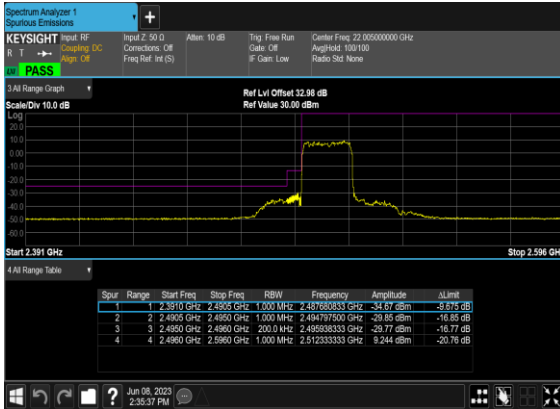 Spectrum Analyzer 1
Spurious Emissions
+
KEYSIGHT Input: RF Input Z: 50 Ω Atten: 10 dB Trig: Free Run Center Freq: 22.005000000 GHz
R T Coupling: DC Corrections: Off Gate: Off Avg|Hold: 100/100
Align: Off Freq Ref: Int (S) IF Gain: Low Radio Std: None
PASS
3 All Range Graph
Ref Lvl Offset 32.98 dB
Scale/Div 10.0 dB Ref Value 30.00 dBm
Log
20.0
10.0
0.00
-10.0
-20.0
-30.0
-40.0
-50.0
-60.0
Start 2.391 GHz Stop 2.596 GH
4 All Range Table
Spur Range Start Freq Stop Freq RBW Frequency Amplitude ΔLimit
1 1 2.3910 GHz 2.4905 GHz 1.000 MHz 2.487680833 GHz -34.67 dBm -9.675 dB
2 2 2.4905 GHz 2.4950 GHz 1.000 MHz 2.494797500 GHz -29.85 dBm -16.85 dB
3 3 2.4950 GHz 2.4960 GHz 200.0 kHz 2.495938333 GHz -29.77 dBm -16.77 dB
4 4 2.4960 GHz 2.5960 GHz 1.000 MHz 2.512333333 GHz 9.244 dBm -20.76 dB
? Jun 08, 2023
2:35:37 PM